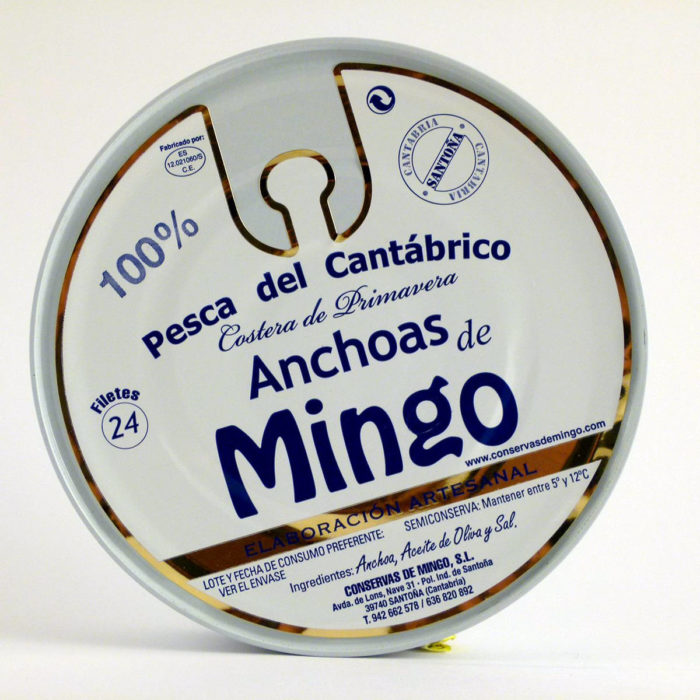 Fabricado por:
ES
12.021060/S
C.E.
CANTABRIA
SANTOÑA
CANTABRIA
100%
Pesca del Cantábrico
Costera de Primavera
Anchoas de
Mingo
Filetes
24
www.conservasdemingo.com
ELABORACIÓN ARTESANAL
LOTE Y FECHA DE CONSUMO PREFERENTE:
VER EL ENVASE
SEMICONSERVA: Mantener entre 5º y 12ºC
Ingredientes: Anchoa, Aceite de Oliva y Sal.
CONSERVAS DE MINGO, S.L.
Avda. de Lons, Nave 31 - Pol. Ind. de Santoña
39740 SANTOÑA (Cantabria)
T. 942 662 578 / 636 820 892